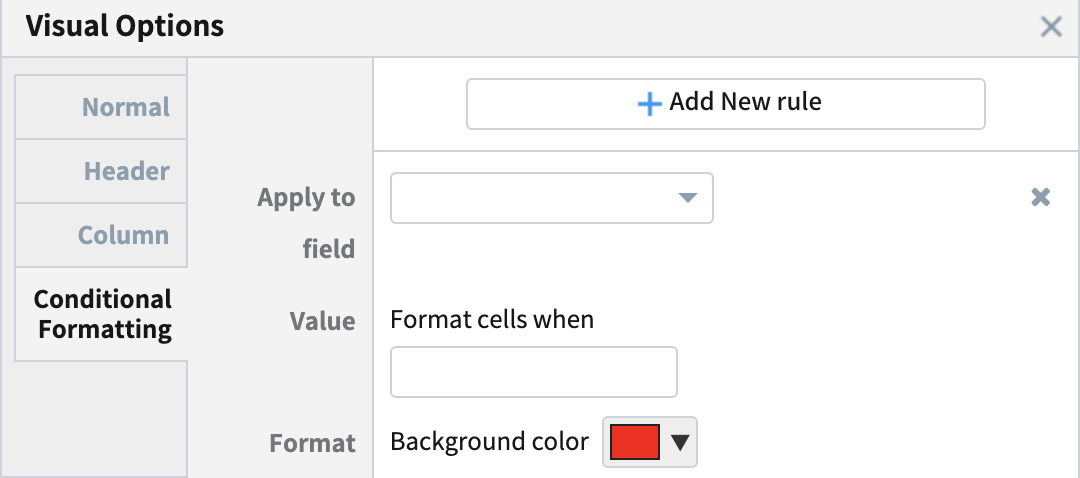 Visual Options
Normal
Header
Column
Conditional
Formatting
Add New rule
Apply to
field
Value
Format cells when
Format
Background color